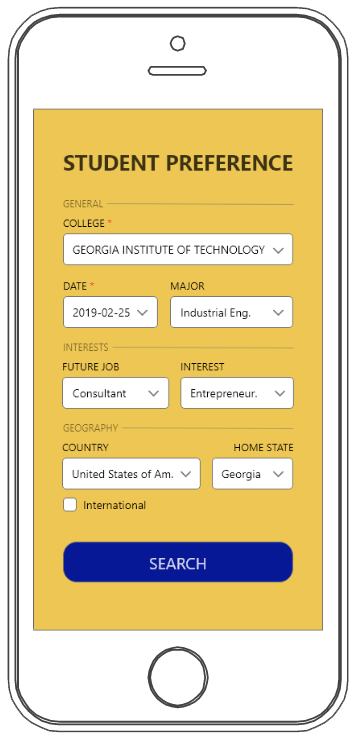 STUDENT PREFERENCE
GENERAL
COLLEGE *
GEORGIA INSTITUTE OF TECHNOLOGY
DATE * MAJOR
2019-02-25 Industrial Eng.
INTERESTS
FUTURE JOB INTEREST
Consultant Entrepreneur.
GEOGRAPHY
COUNTRY HOME STATE
United States of Am. Georgia
International
SEARCH